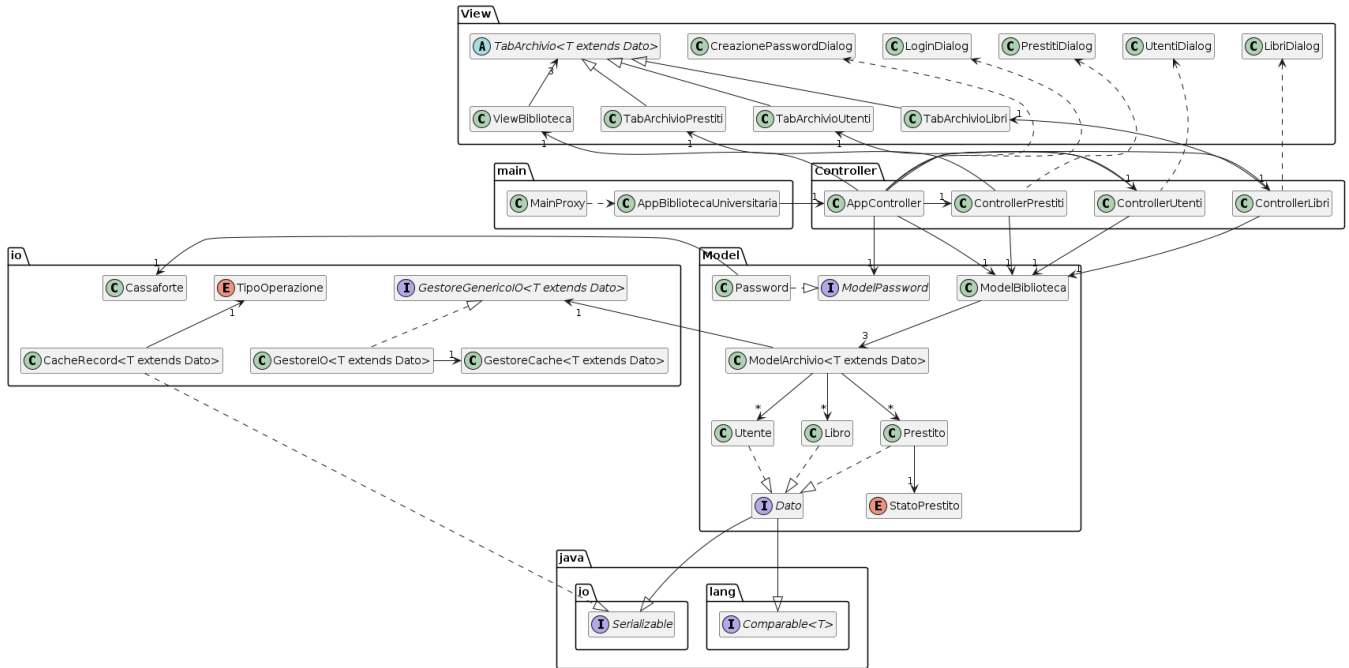 View
A TabArchivio<T extends Dato>
C CreazionePasswordDialog
C LoginDialog
C PrestitiDialog
C UtentiDialog
C LibriDialog
3
C ViewBiblioteca
C TabArchivioPrestiti
C TabArchivioUtenti
C TabArchivioLibri
1
1
1
1
main
Controller
1
1
C MainProxy
C AppBibliotecaUniversitaria
1
C AppController
1
C ControllerPrestiti
C ControllerUtenti
C ControllerLibri
io
Model
1
1
1
1
1
1
C Cassaforte
E TipoOperazione
I GestoreGenericoIO<T extends Dato>
C Password
I ModelPassword
C ModelBiblioteca
1
1
3
C CacheRecord<T extends Dato>
C GestoreIO<T extends Dato>
1
C GestoreCache<T extends Dato>
C ModelArchivio<T extends Dato>
*
*
*
C Utente
C Libro
C Prestito
1
I Dato
E StatoPrestito
java
io
lang
I Serializable
I Comparable<T>